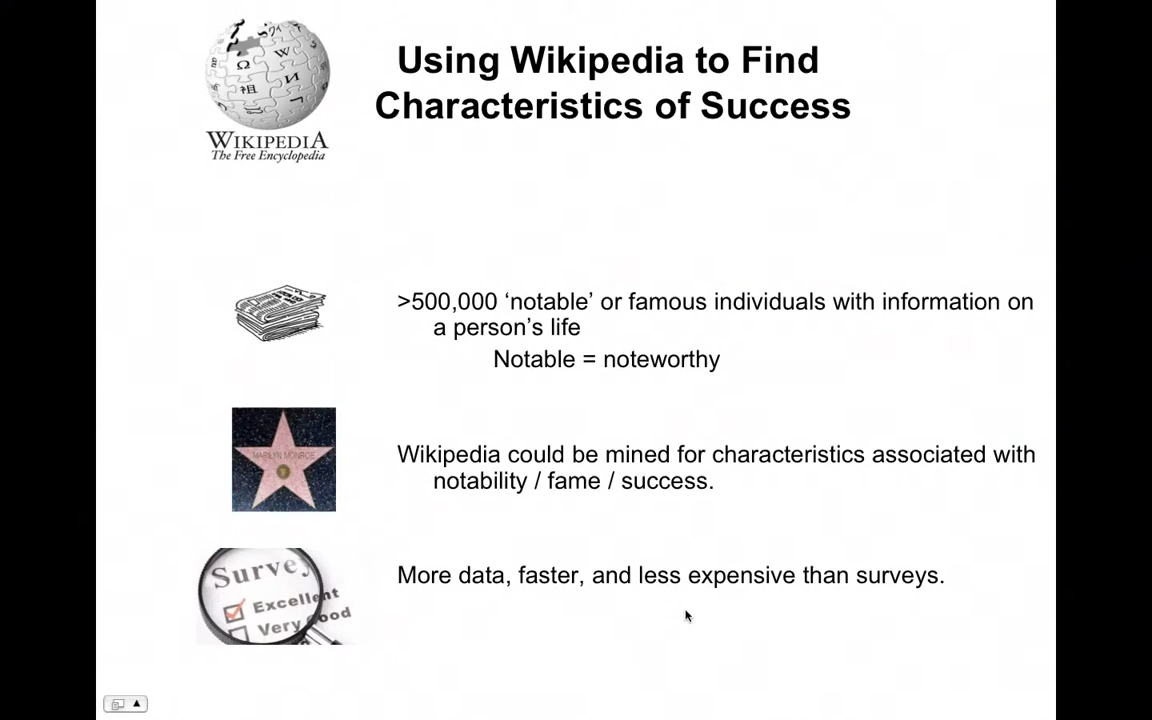 Using Wikipedia to Find
Characteristics of Success
WIKIPEDIA
The Free Encyclopedia
>500,000 ‘notable’ or famous individuals with information on
a person’s life
Notable = noteworthy
MARILYN MONROE
Wikipedia could be mined for characteristics associated with
notability / fame / success.
Survey
Excellent
Very Good
More data, faster, and less expensive than surveys.